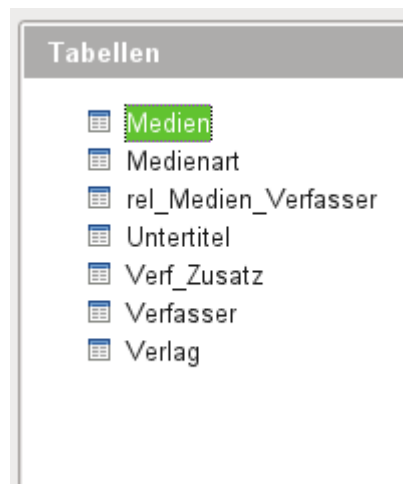 Tabellen
Medien
Medienart
rel_Medien_Verfasser
Untertitel
Verf_Zusatz
Verfasser
Verlag